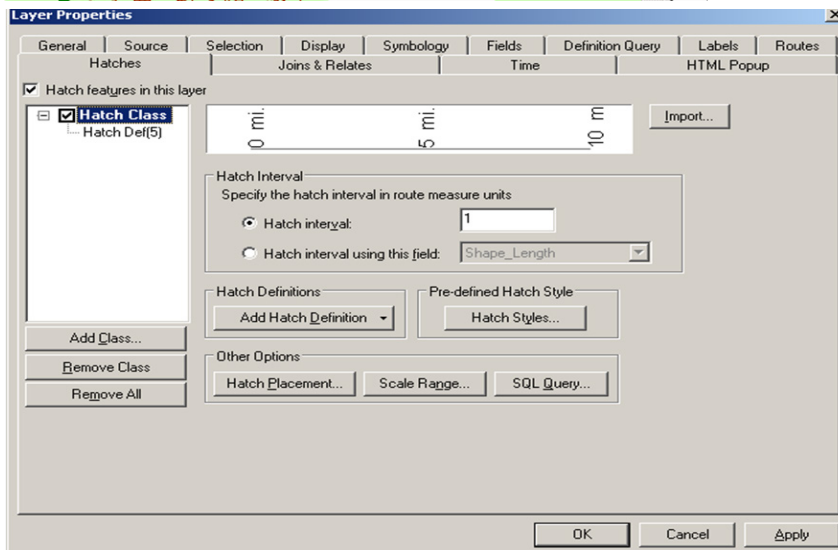 Layer Properties
General Source Selection Display Symbology Fields Definition Query Labels Routes
Hatches Joins & Relates Time HTML Popup
Hatch features in this layer
Hatch Class
Hatch Def(5)
0 mi. 5 mi. 10 m
Import...
Hatch Interval
Specify the hatch interval in route measure units
Hatch interval: 1
Hatch interval using this field: Shape_Length
Hatch Definitions Pre-defined Hatch Style
Add Hatch Definition Hatch Styles...
Add Class...
Remove Class
Remove All
Other Options
Hatch Placement... Scale Range... SQL Query...
OK Cancel Apply